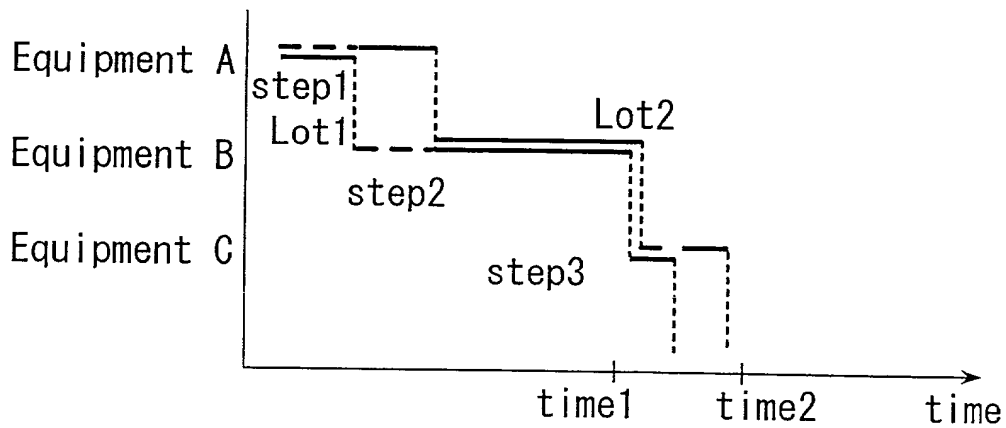 Equipment A
step1
Lot1
Lot2
Equipment B
step2
Equipment C
step3
time1
time2
time